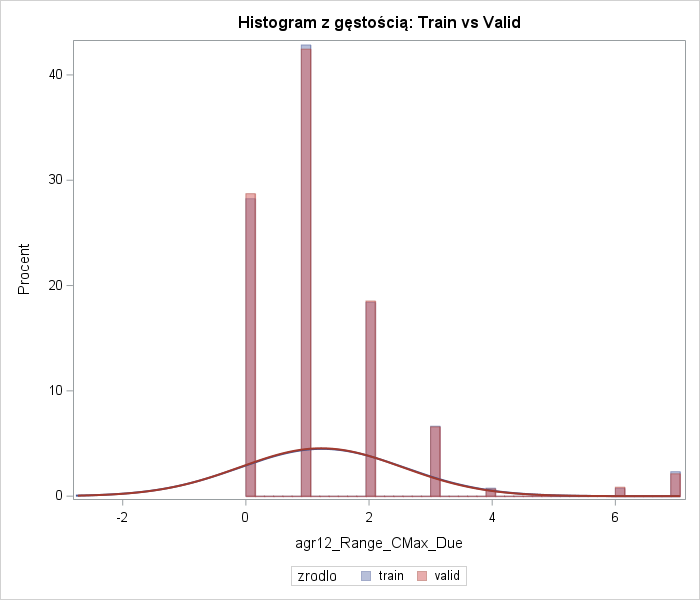 Histogram z gęstością: Train vs Valid
Procent
40
30
20
10
0
-2 0 2 4 6
agr12_Range_CMax_Due
zrodlo train valid